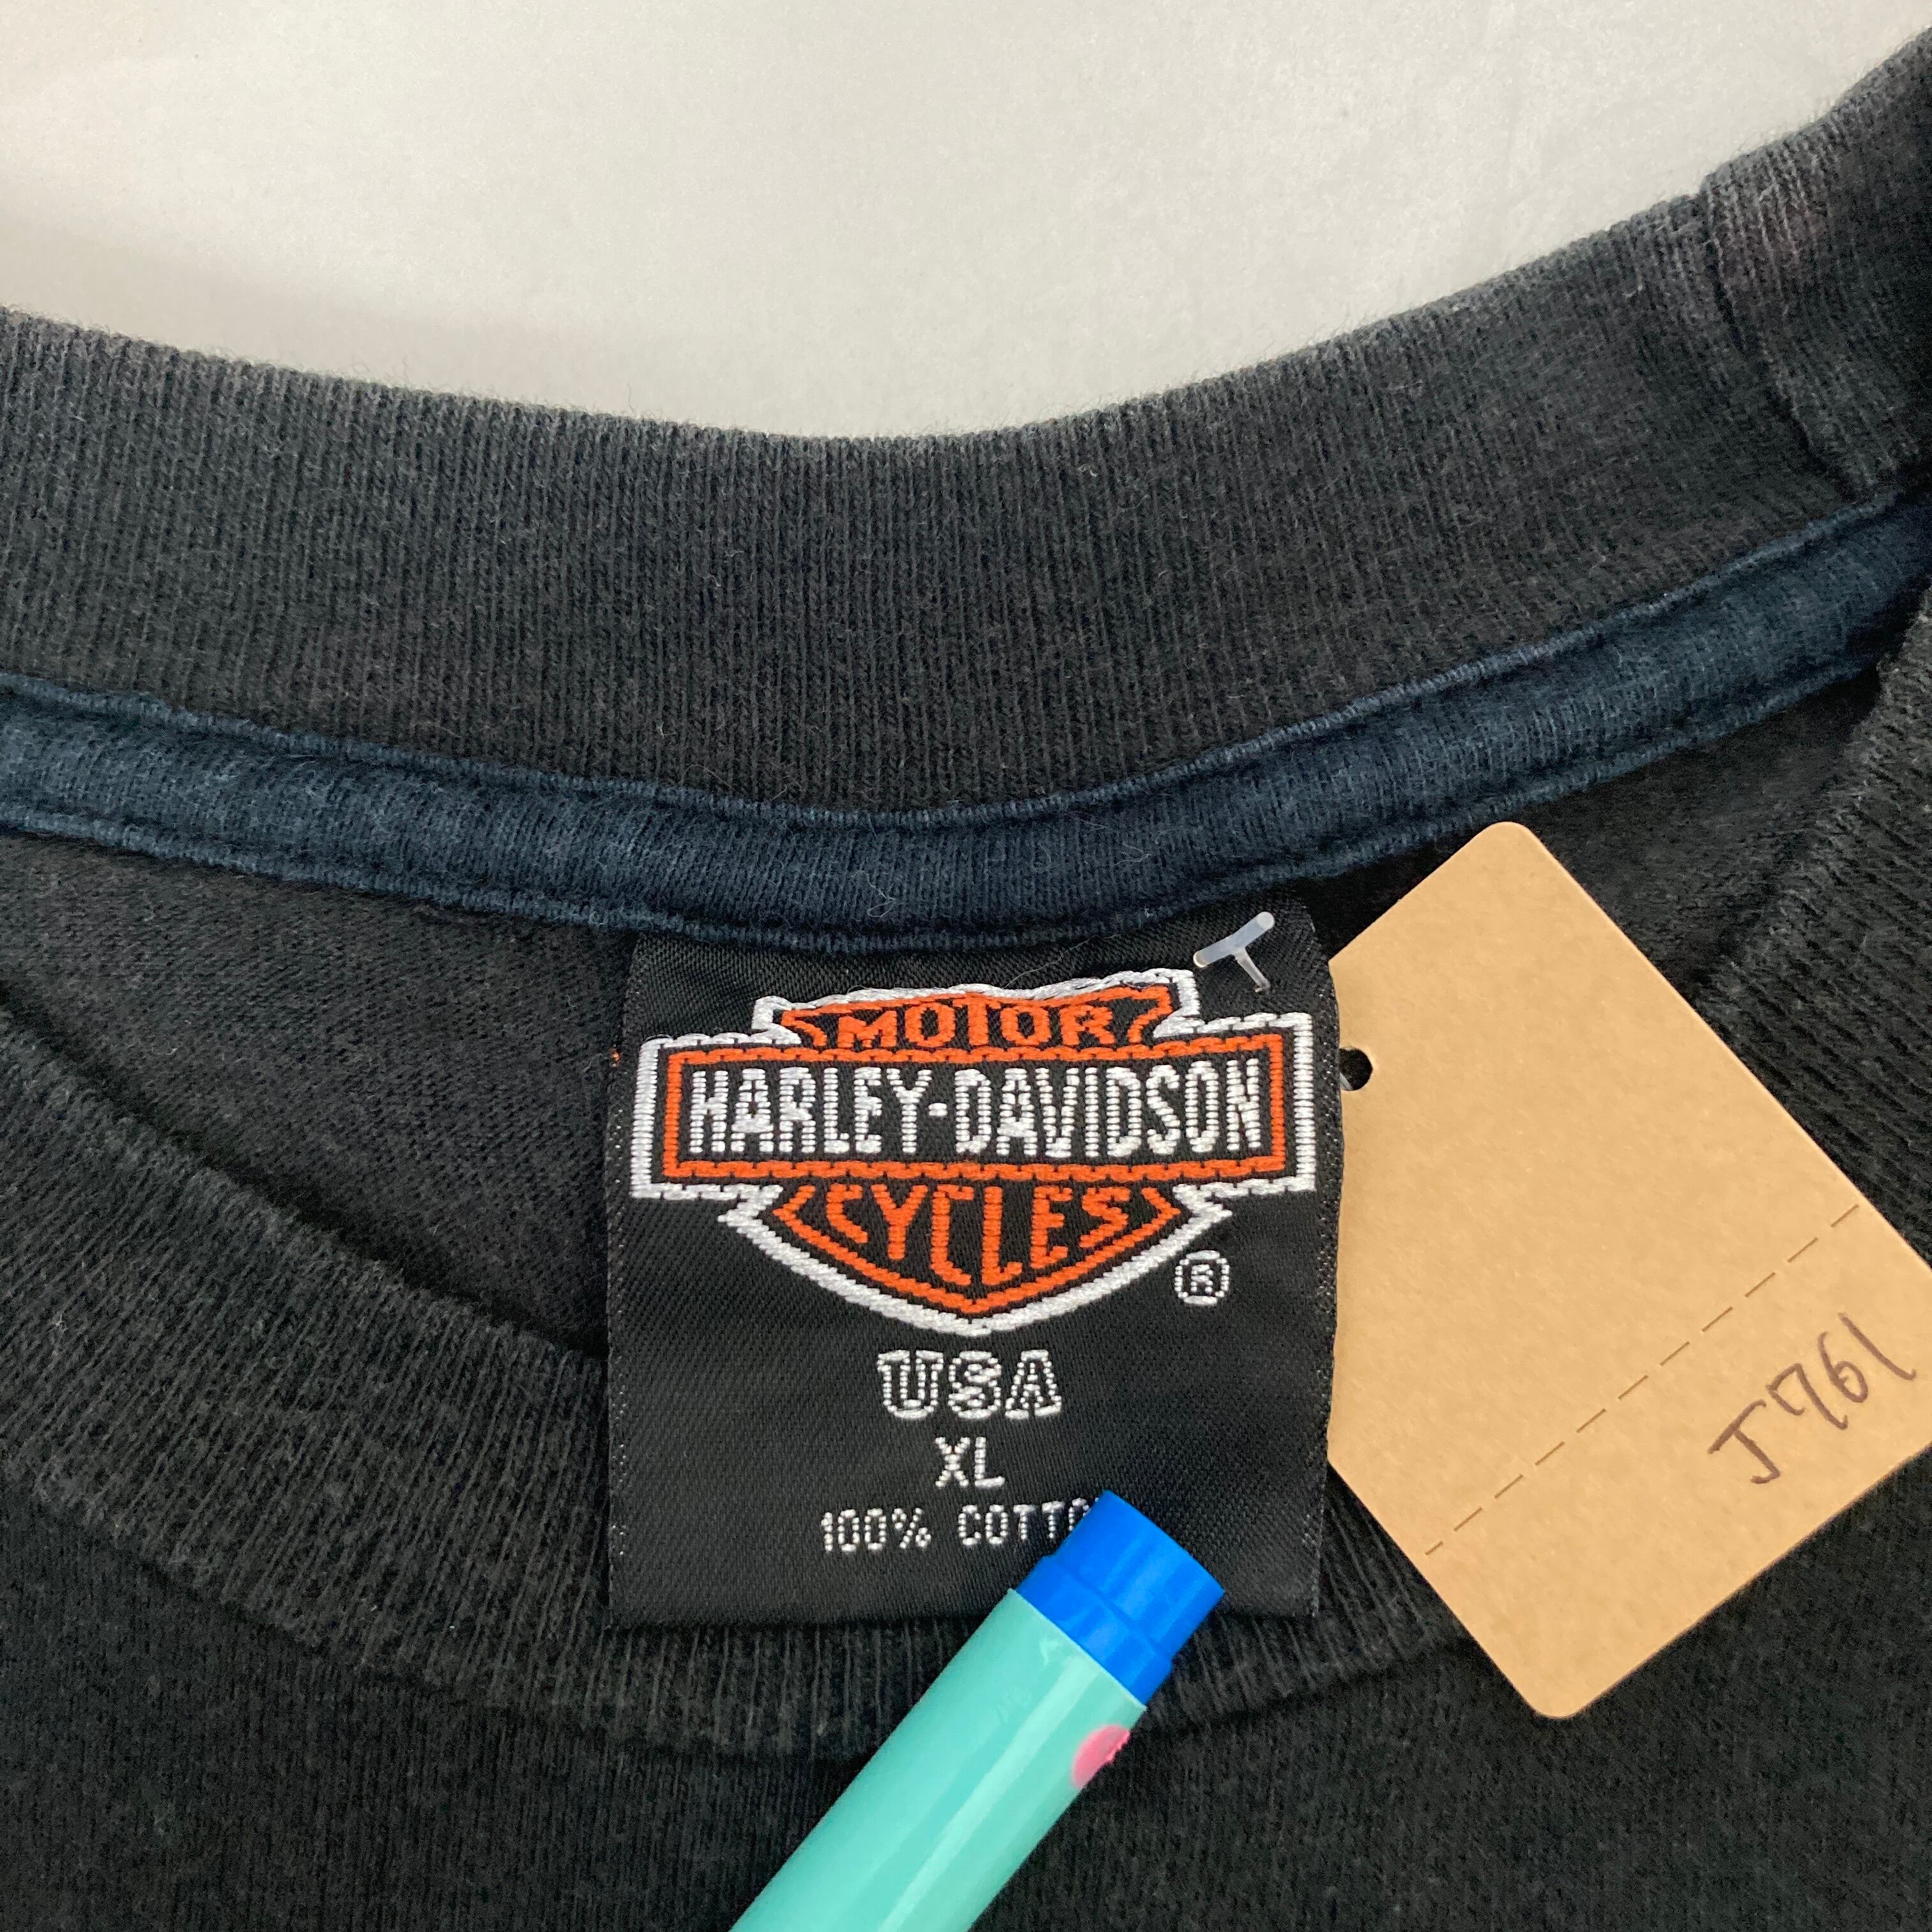 MOTOR
HARLEY-DAVIDSON
CYCLES
®
USA
XL
100% COTTO
J761